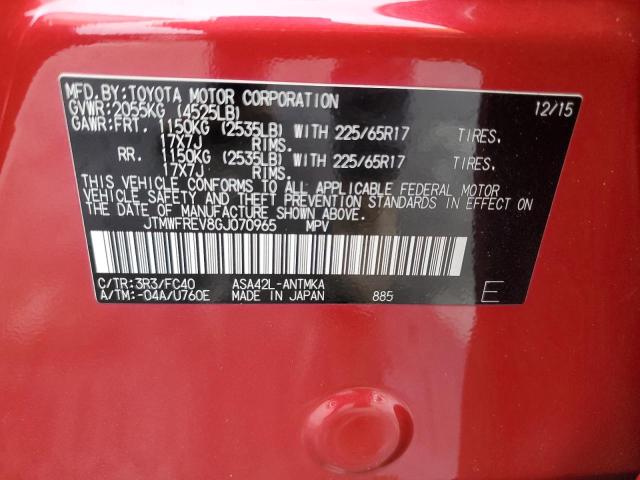 MFD.BY:TOYOTA MOTOR CORPORATION 12/15
GVWR:2055KG (4525LB)
GAWR:FRT. 1150KG (2535LB) WITH 225/65R17 TIRES,
17X7J RIMS.
RR. 1150KG (2535LB) WITH 225/65R17 TIRES,
17X7J RIMS.
THIS VEHICLE CONFORMS TO ALL APPLICABLE FEDERAL MOTOR
VEHICLE SAFETY AND THEFT PREVENTION STANDARDS IN EFFECT ON
THE DATE OF MANUFACTURE SHOWN ABOVE.
JTMWFREV8GJ070965 MPV
C/TR:3R3/FC40 ASA42L-ANTMKA
A/TM:-04A/U760E MADE IN JAPAN 885 E